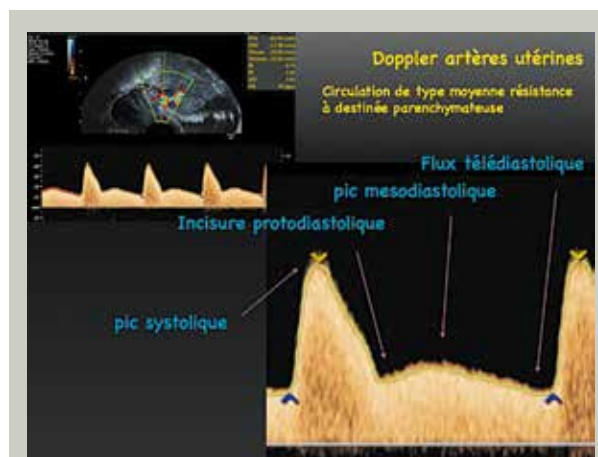 Doppler artères utérines
Circulation de type moyenne résistance
à destinée parenchymateuse
Flux télédiastolique
pic mesodiastolique
Incisure protodiastolique
pic systolique